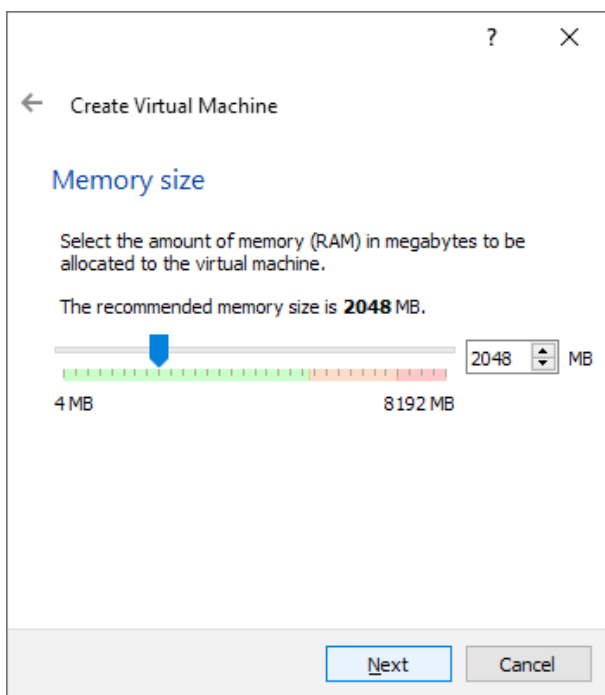 ?
Create Virtual Machine
Memory size
Select the amount of memory (RAM) in megabytes to be
allocated to the virtual machine.
The recommended memory size is 2048 MB.
2048 MB
4 MB 8192 MB
Next Cancel